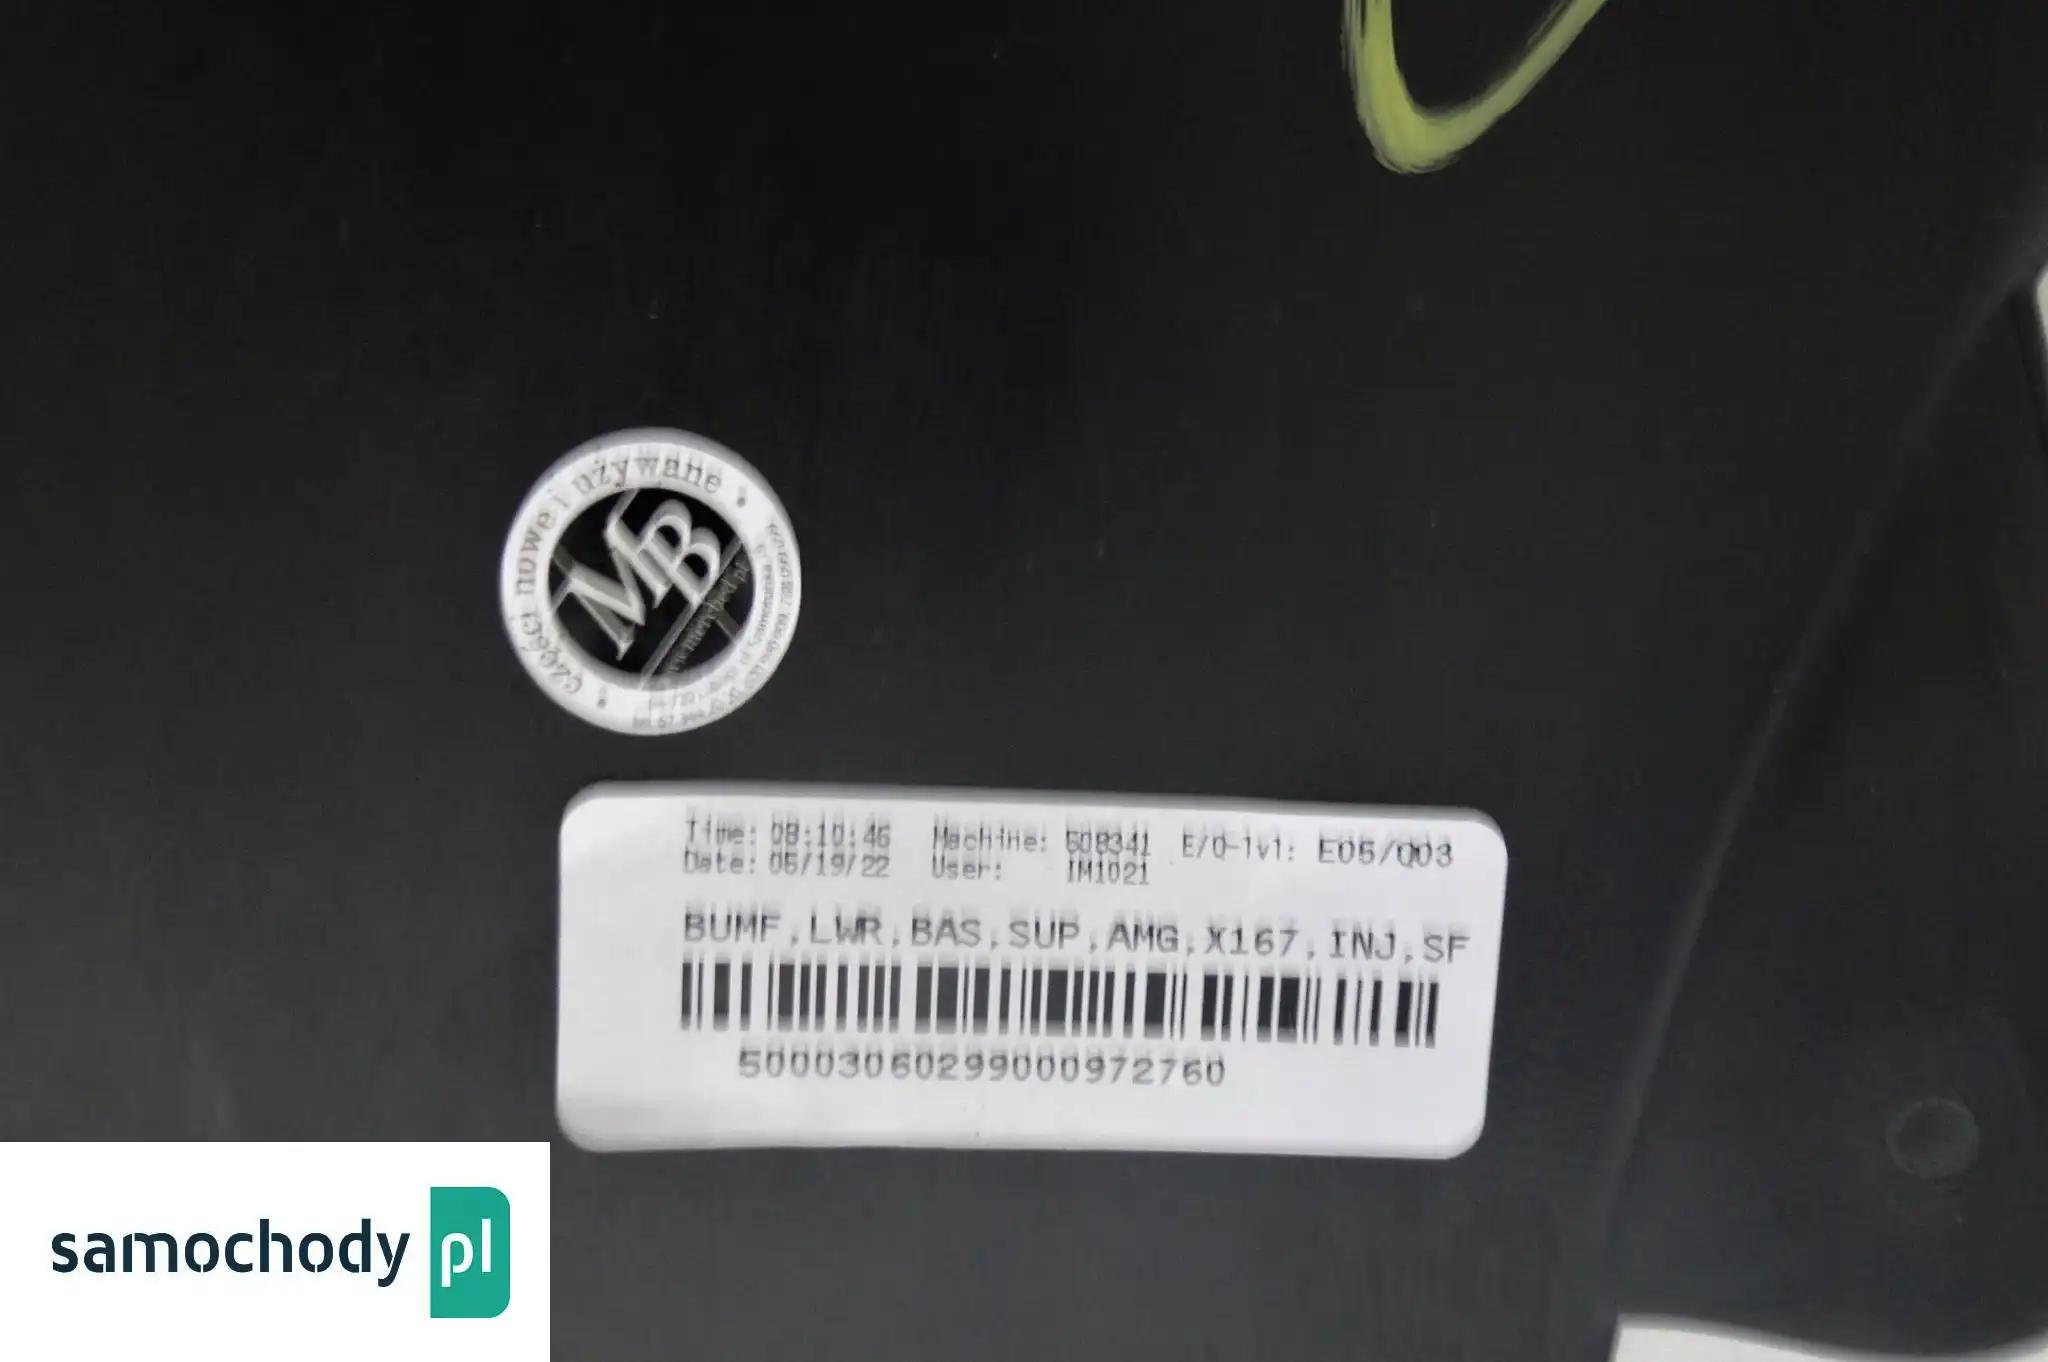 części nowe i używane
MB
Time: 08:10:46 Machine: 608341 E/Q-lvl: E05/Q03
Date: 05/19/22 User: IM1021
BUMF,LWR,BAS,SUP,AMG,X167,INJ,SF
50003060299000972760
samochody pl